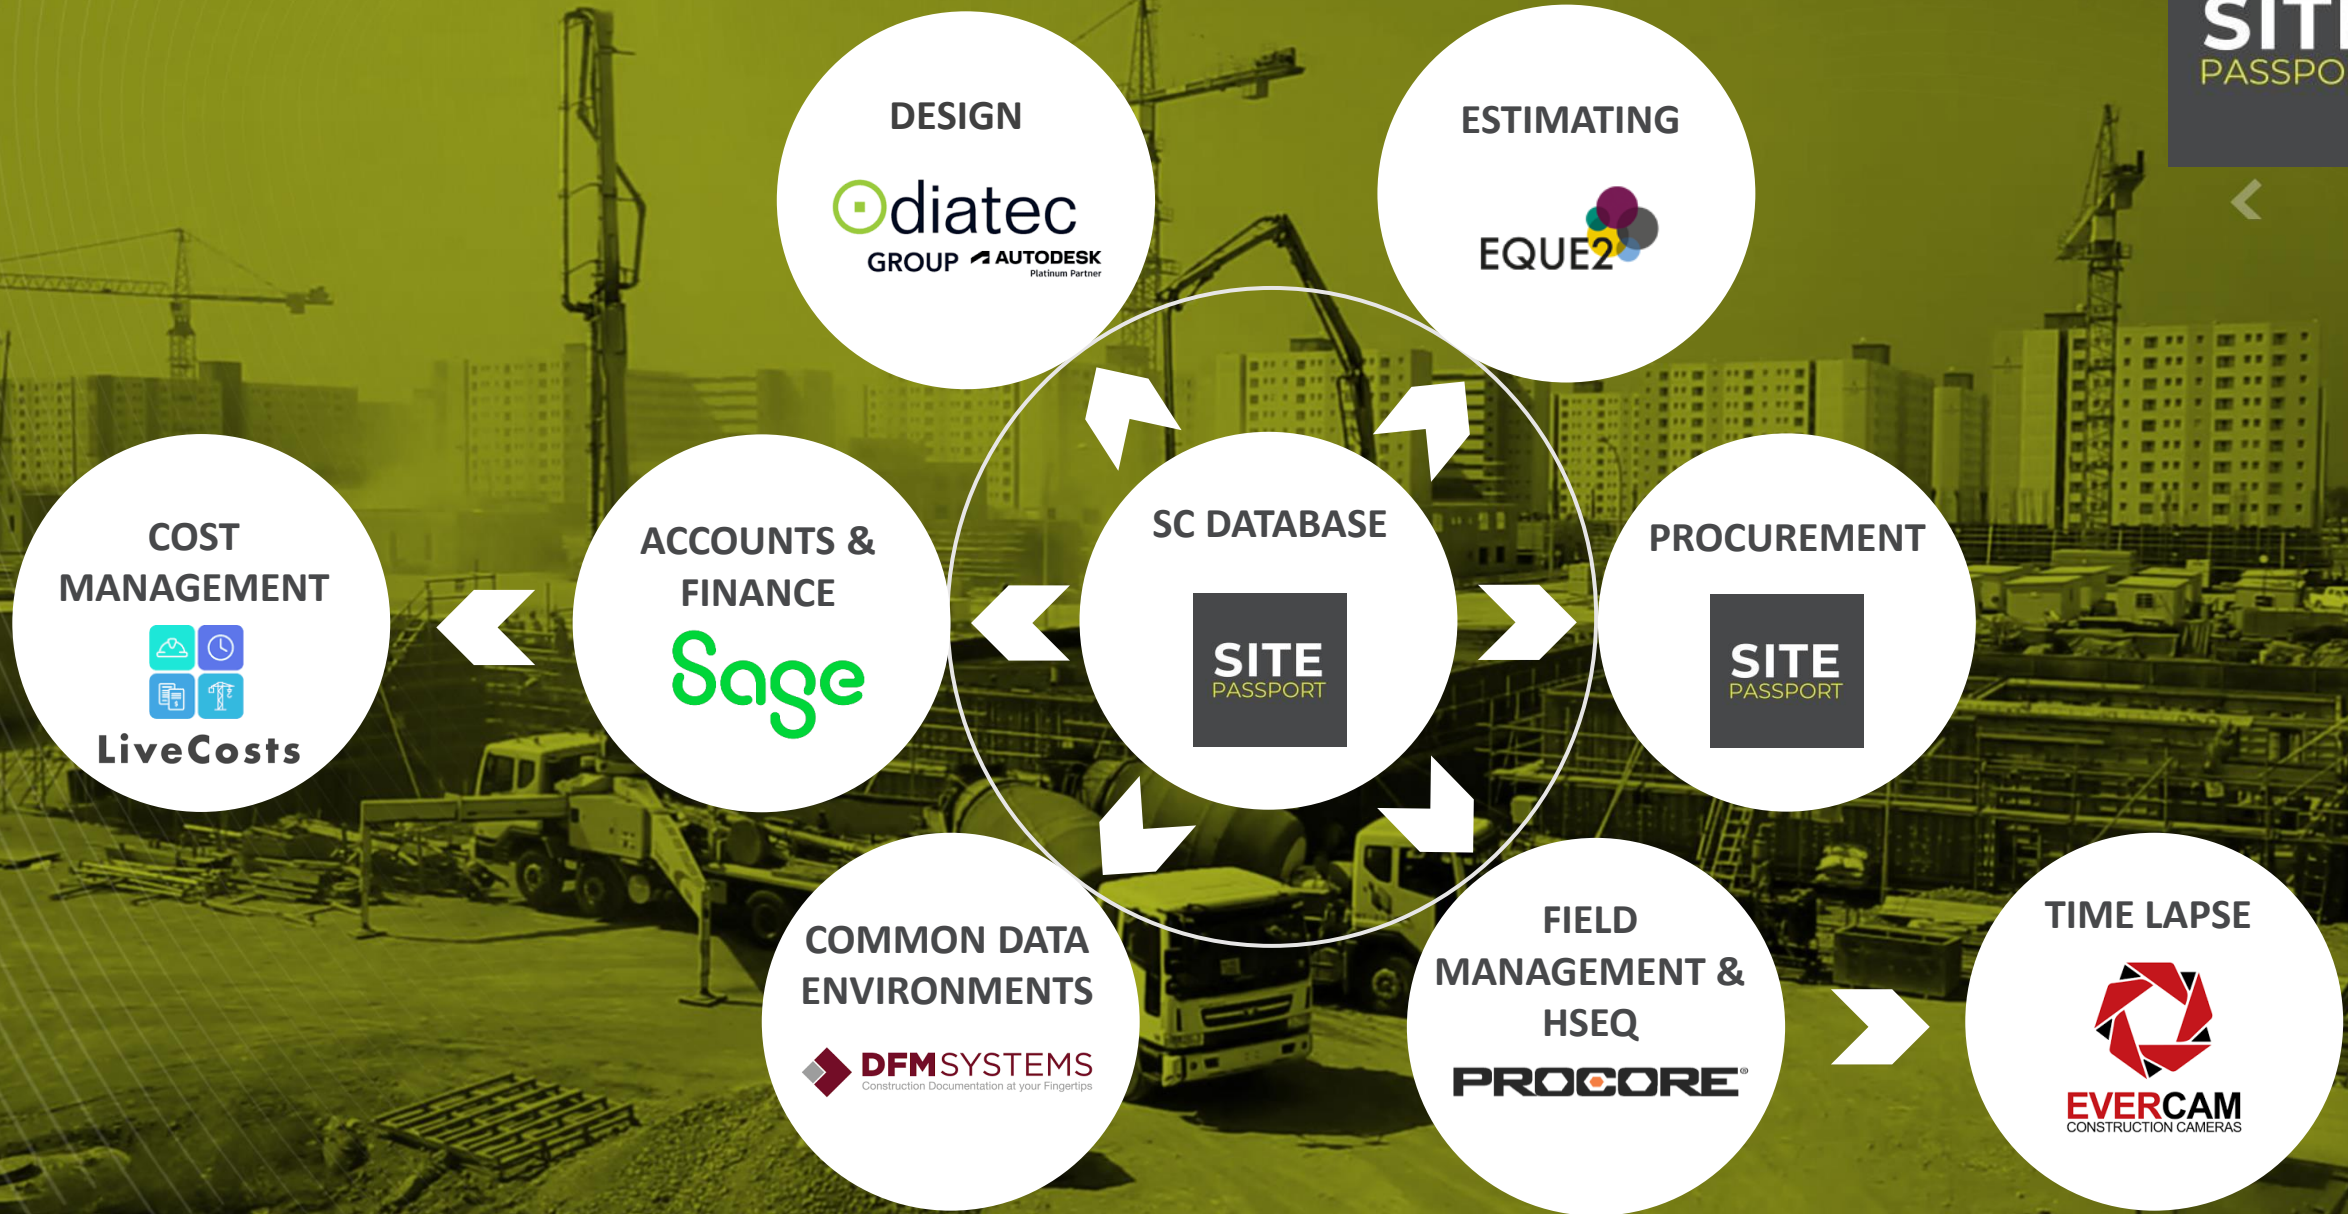 SITE
PASSPO
DESIGN
diatec
GROUP AUTODESK
Platinum Partner
ESTIMATING
EQUE2
COST
MANAGEMENT
LiveCosts
ACCOUNTS &
FINANCE
Sage
SC DATABASE
SITE
PASSPORT
PROCUREMENT
SITE
PASSPORT
COMMON DATA
ENVIRONMENTS
DFMSYSTEMS
Construction Documentation at your Fingertips
FIELD
MANAGEMENT &
HSEQ
PROCORE®
TIME LAPSE
EVERCAM
CONSTRUCTION CAMERAS